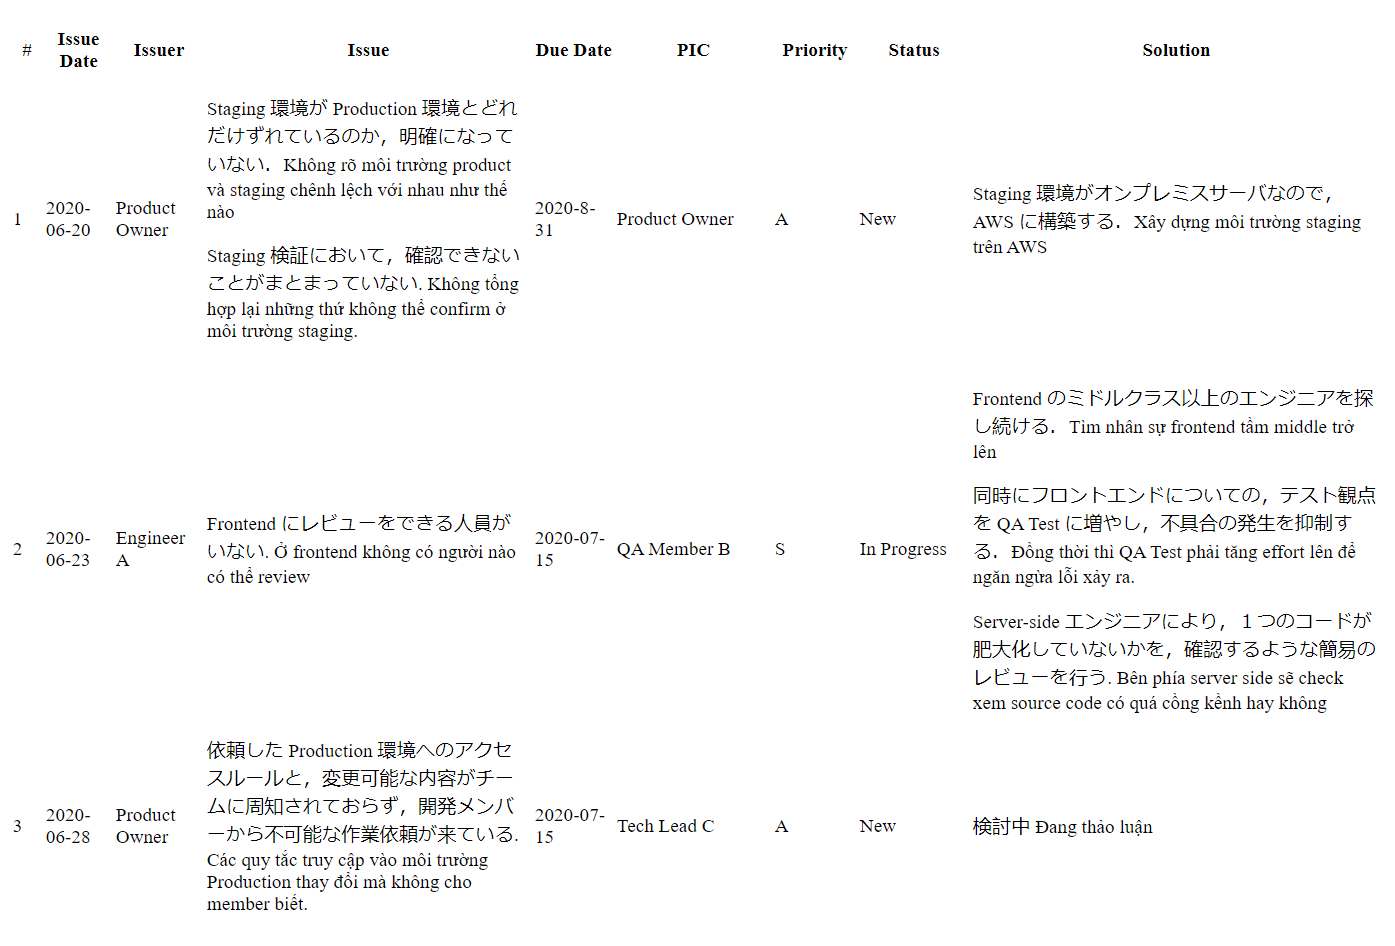 #
Issue
Date
Issuer
Issue
Due Date
PIC
Priority
Status
Solution
1
2020-
06-20
Product
Owner
Staging 環境が Production 環境とどれ
だけずれているのか，明確になって
いない．Không rõ môi trường product
và staging chênh lệch với nhau như thế
nào
Staging 検証において，確認できない
ことがまとまっていない. Không tổng
hợp lại những thứ không thể confirm ở
môi trường staging.
2020-8-
31
Product Owner
A
New
Staging 環境がオンプレミスサーバなので，
AWS に構築する．Xây dựng môi trường staging
trên AWS
2
2020-
06-23
Engineer
A
Frontend にレビューをできる人員が
いない. Ở frontend không có người nào
có thể review
2020-07-
15
QA Member B
S
In Progress
Frontend のミドルクラス以上のエンジニアを探
し続ける．Tìm nhân sự frontend tầm middle trở
lên
同時にフロントエンドについての，テスト観点
を QA Test に増やし，不具合の発生を抑制す
る．Đồng thời thì QA Test phải tăng effort lên để
ngăn ngừa lỗi xảy ra.
Server-side エンジニアにより，１つのコードが
肥大化していないかを，確認するような簡易の
レビューを行う. Bên phía server side sẽ check
xem source code có quá cồng kềnh hay không
3
2020-
06-28
Product
Owner
依頼した Production 環境へのアクセ
スルールと，変更可能な内容がチー
ムに周知されておらず，開発メンバ
ーから不可能な作業依頼が来ている.
Các quy tắc truy cập vào môi trường
Production thay đổi mà không cho
member biết.
2020-07-
15
Tech Lead C
A
New
検討中 Đang thảo luận